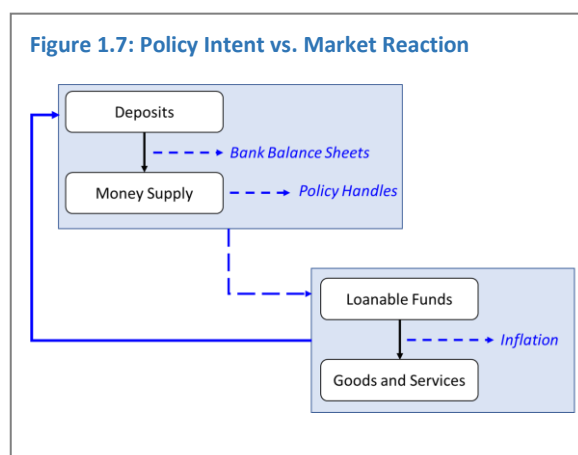 Figure 1.7: Policy Intent vs. Market Reaction
Deposits
Bank Balance Sheets
Money Supply
Policy Handles
Loanable Funds
Inflation
Goods and Services